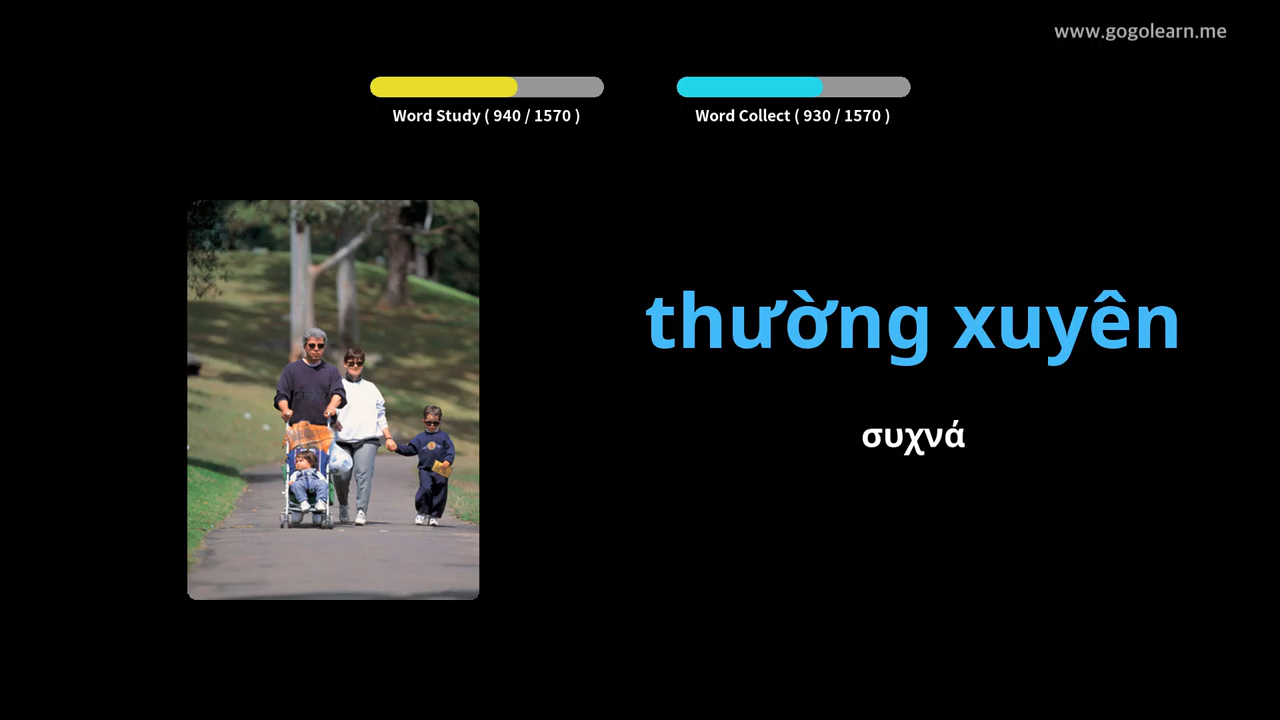 www.gogolearn.me
Word Study ( 940 / 1570 )
Word Collect ( 930 / 1570 )
thường xuyên
συχνά